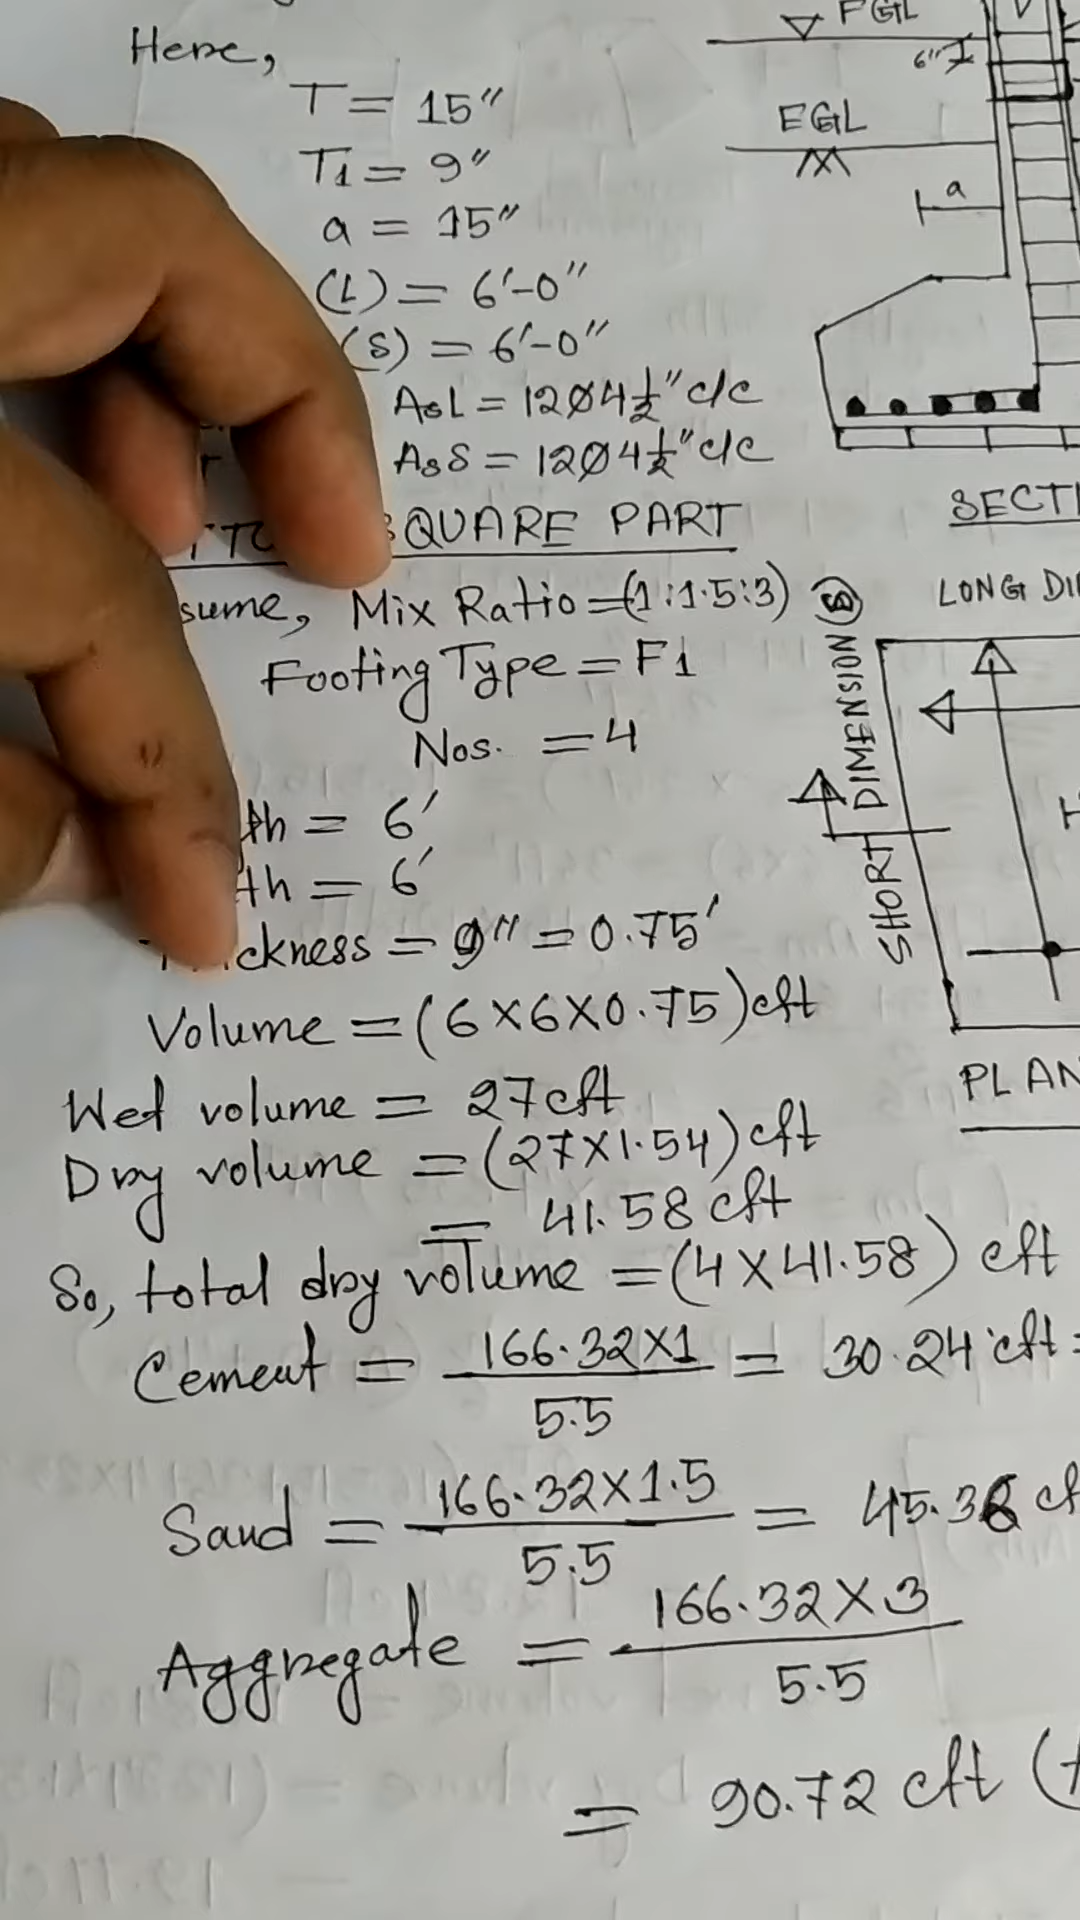 Here,
T = 15"
T1 = 9"
a = 15"
(L) = 6'-0"
(S) = 6'-0"
ASL = 12Ø4½" c/c
ASS = 12Ø4½" c/c
QUARE PART
sume, Mix Ratio = (1:1.5:3)
Footing Type = F1
Nos. = 4
th = 6'
th = 6'
ckness = 9" = 0.75'
Volume = (6×6×0.75) cft
Wet volume = 27 cft
Dry volume = (27×1.54) cft
= 41.58 cft
So, total dry volume = (4×41.58) cft
Cement = 166.32×1 / 5.5 = 30.24 cft =
Sand = 166.32×1.5 / 5.5 = 45.36 cf
Aggregate = 166.32×3 / 5.5
= 90.72 cft (
FGL
6"
EGL
a
SECTI
LONG DI
SHORT DIMENSION (S)
PLAN